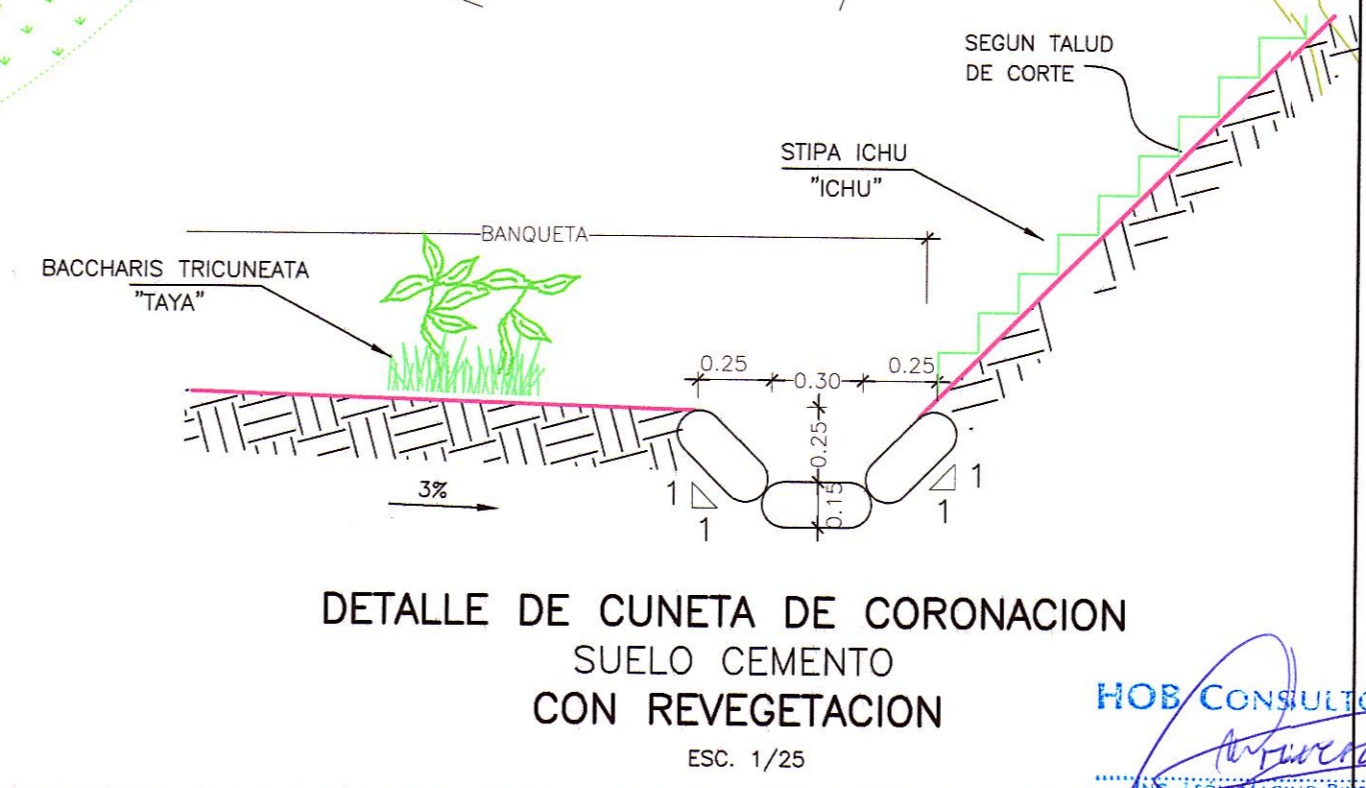 SEGUN TALUD
DE CORTE
STIPA ICHU
"ICHU"
BANQUETA
BACCHARIS TRICUNEATA
"TAYA"
0.25
0.30
0.25
0.25
0.15
1
1
1
1
3%
DETALLE DE CUNETA DE CORONACION
SUELO CEMENTO
CON REVEGETACION
ESC. 1/25
HOB